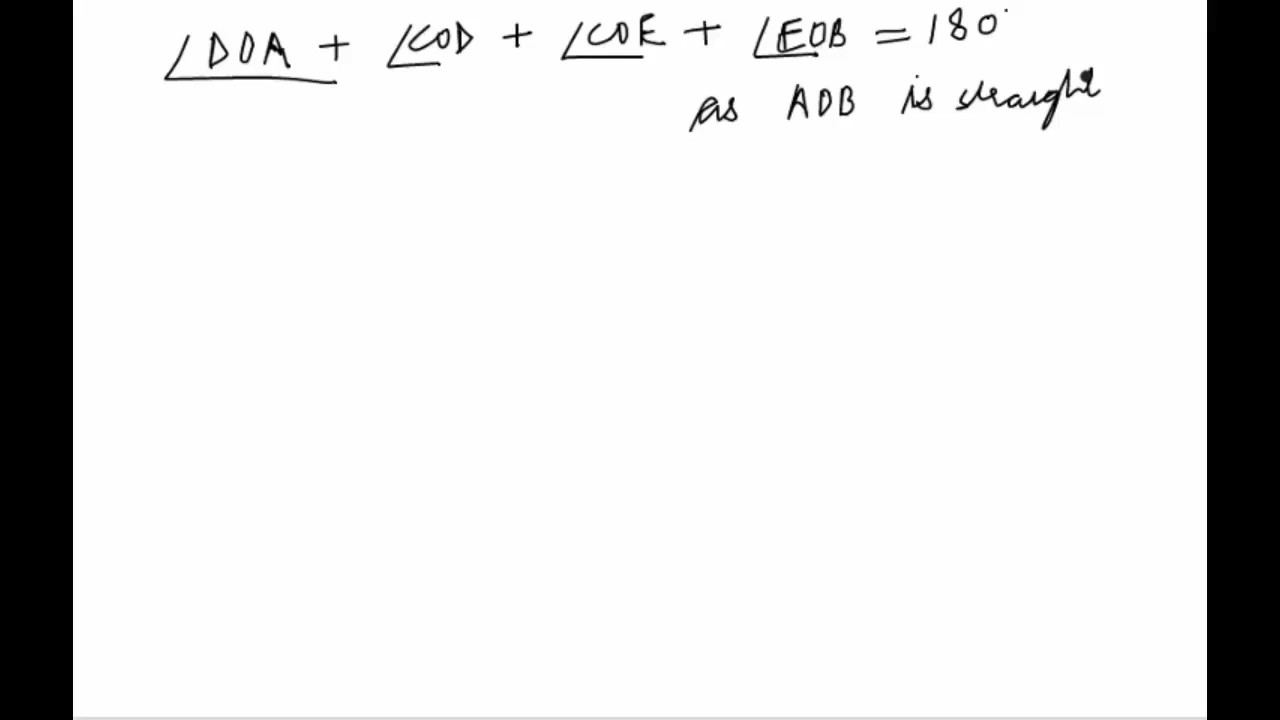 ∠DOA + ∠COD + ∠COE + ∠EOB = 180°
as AOB is straight